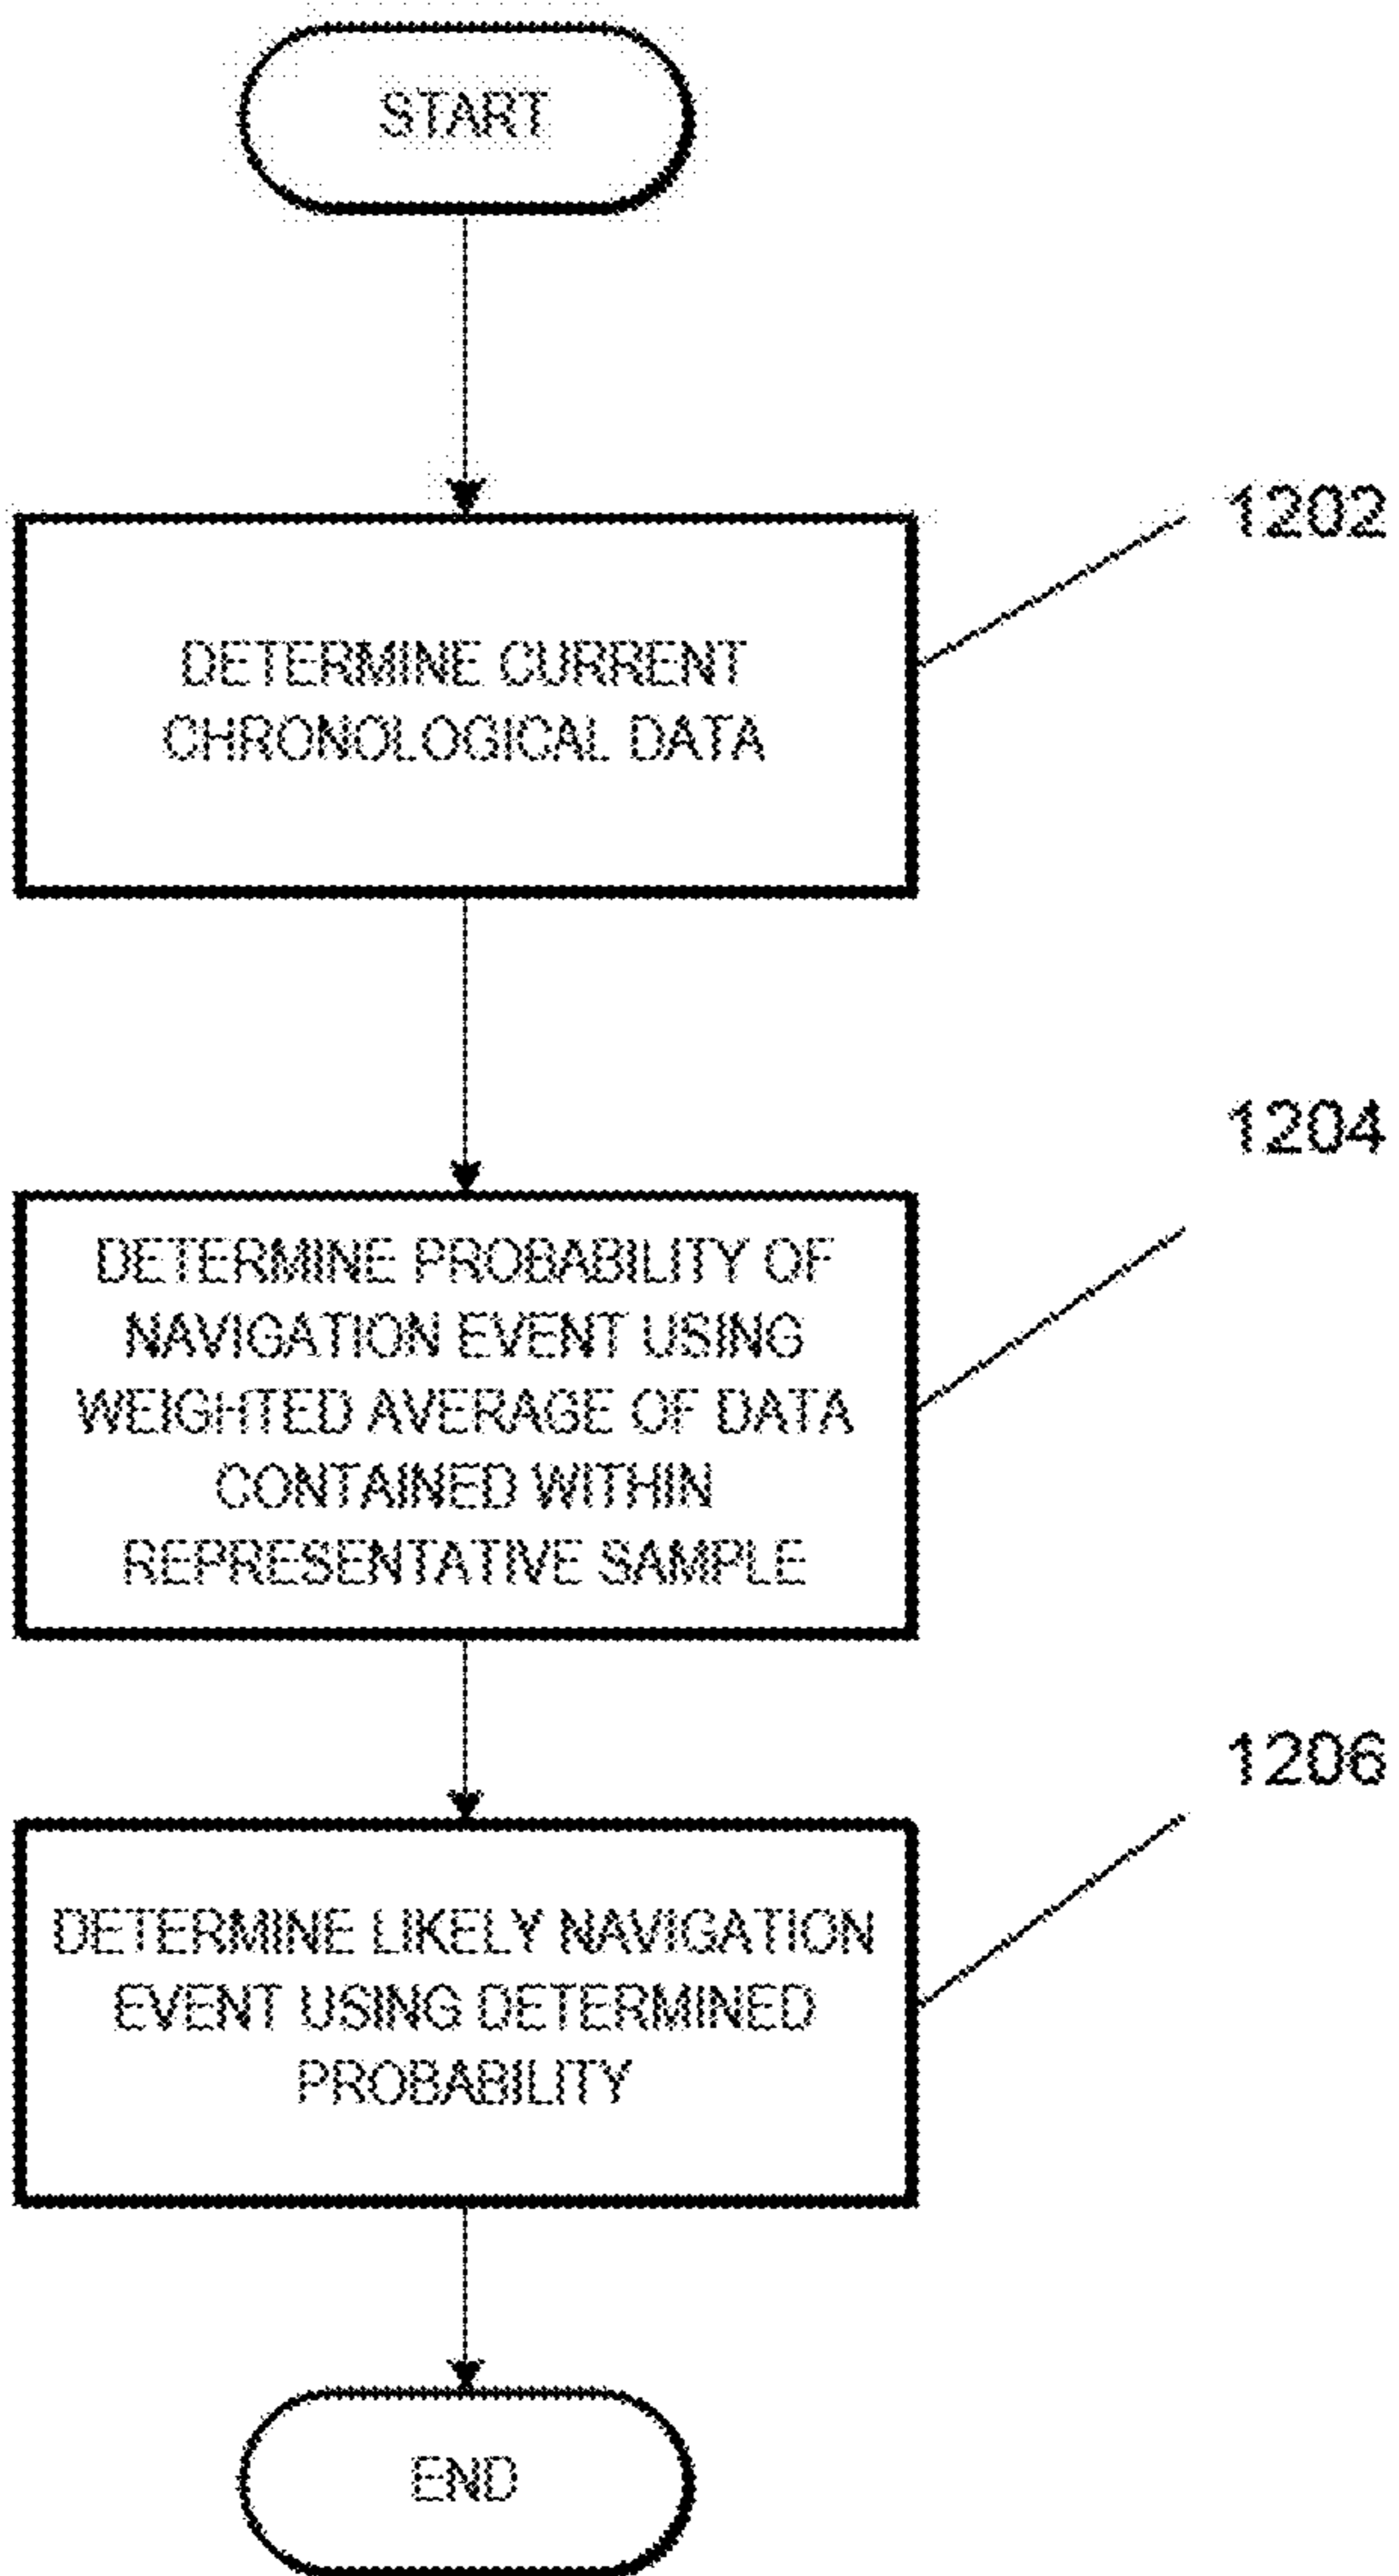 START
1202
DETERMINE CURRENT
CHRONOLOGICAL DATA
1204
DETERMINE PROBABILITY OF
NAVIGATION EVENT USING
WEIGHTED AVERAGE OF DATA
CONTAINED WITHIN
REPRESENTATIVE SAMPLE
1206
DETERMINE LIKELY NAVIGATION
EVENT USING DETERMINED
PROBABILITY
END